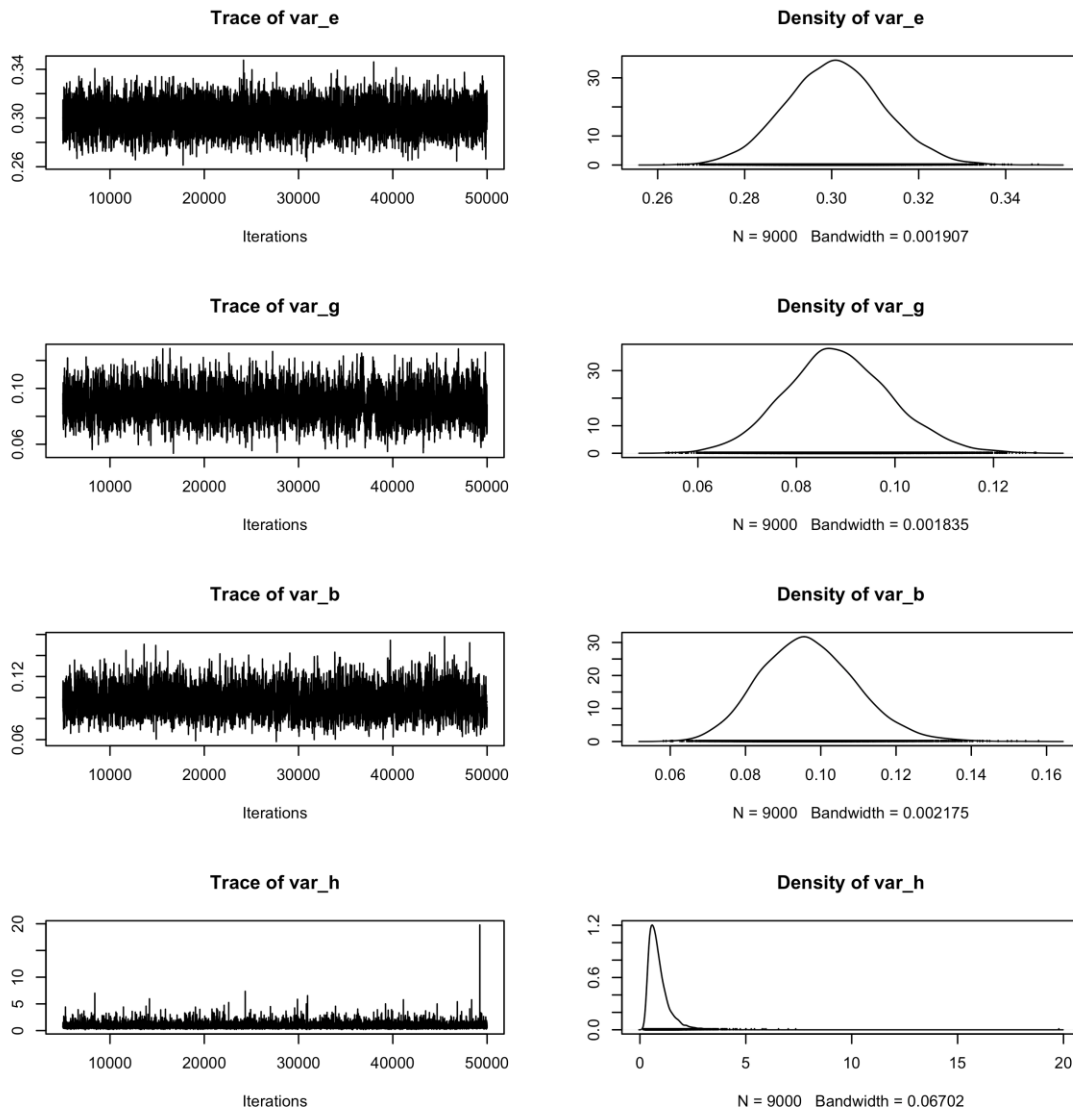 Trace of var_e
0.26 0.30 0.34
10000 20000 30000 40000 50000
Iterations
Density of var_e
0 10 30
0.26 0.28 0.30 0.32 0.34
N = 9000 Bandwidth = 0.001907
Trace of var_g
0.06 0.10
10000 20000 30000 40000 50000
Iterations
Density of var_g
0 10 30
0.06 0.08 0.10 0.12
N = 9000 Bandwidth = 0.001835
Trace of var_b
0.06 0.12
10000 20000 30000 40000 50000
Iterations
Density of var_b
0 10 20 30
0.06 0.08 0.10 0.12 0.14 0.16
N = 9000 Bandwidth = 0.002175
Trace of var_h
0 5 10 20
10000 20000 30000 40000 50000
Iterations
Density of var_h
0.0 0.6 1.2
0 5 10 15 20
N = 9000 Bandwidth = 0.06702